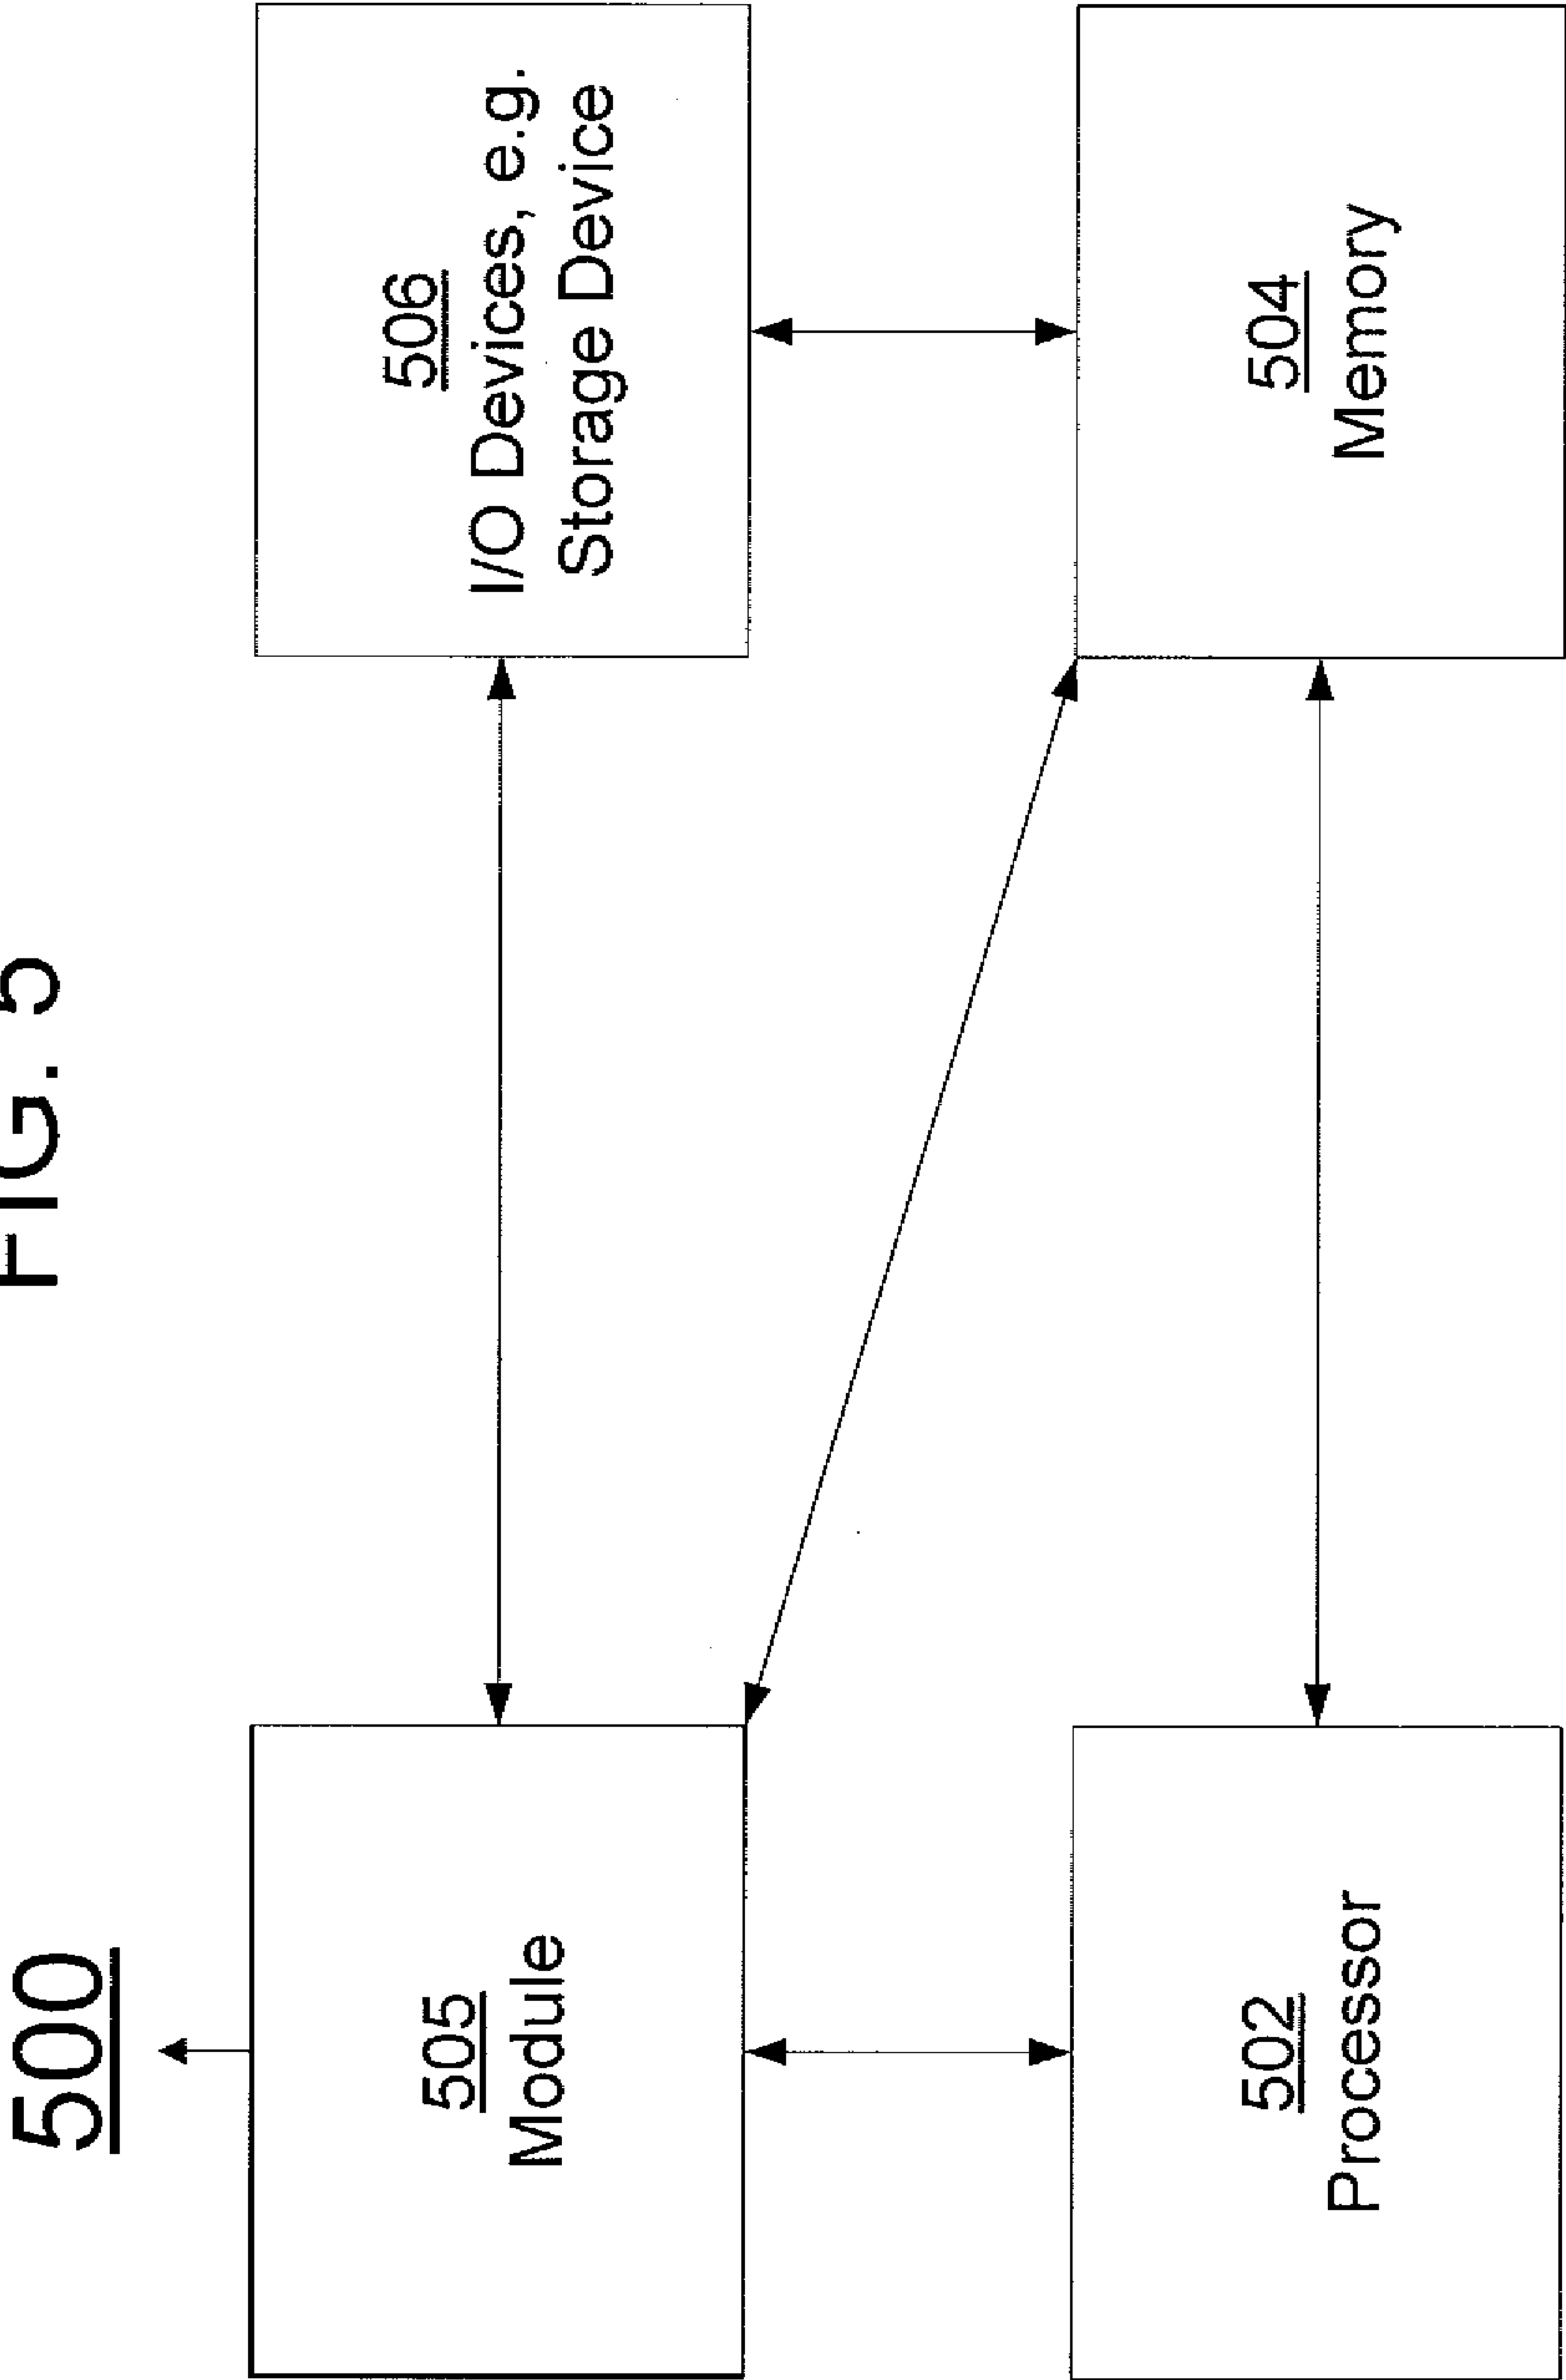 FIG. 5
500
505
Module
506
I/O Devices, e.g.
Storage Device
502
Processor
504
Memory